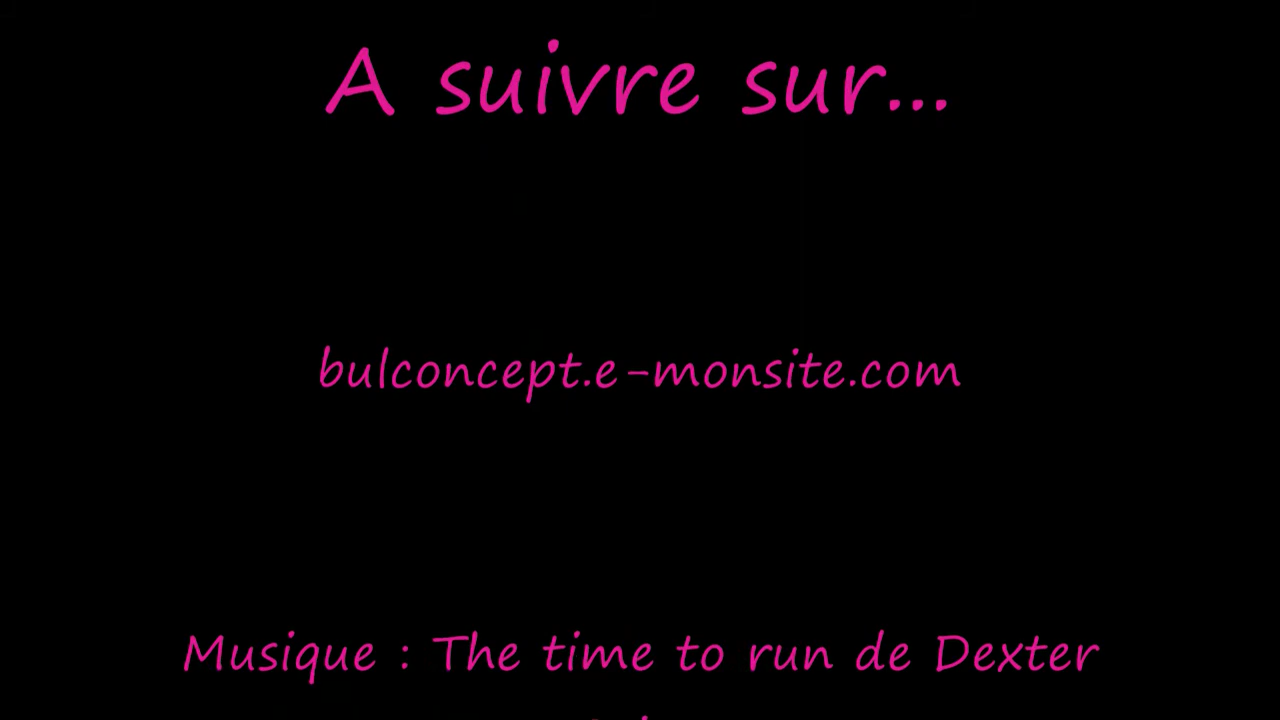 A suivre sur...
bulconcept.e-monsite.com
Musique : The time to run de Dexter